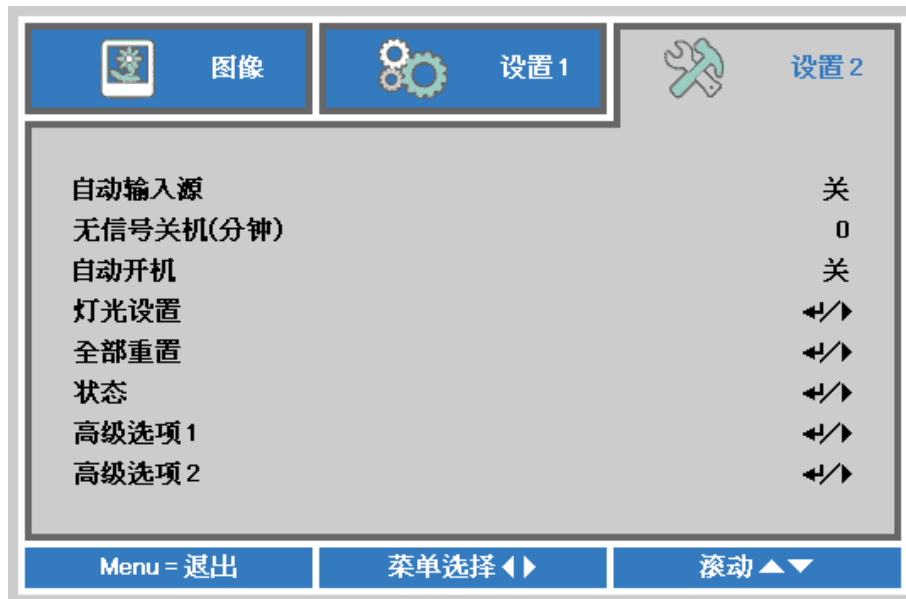 图像 设置 1 设置 2
自动输入源 关
无信号关机(分钟) 0
自动开机 关
灯光设置 ↵/▶
全部重置 ↵/▶
状态 ↵/▶
高级选项 1 ↵/▶
高级选项 2 ↵/▶
Menu = 退出 菜单选择 ◀▶ 滚动 ▲▼